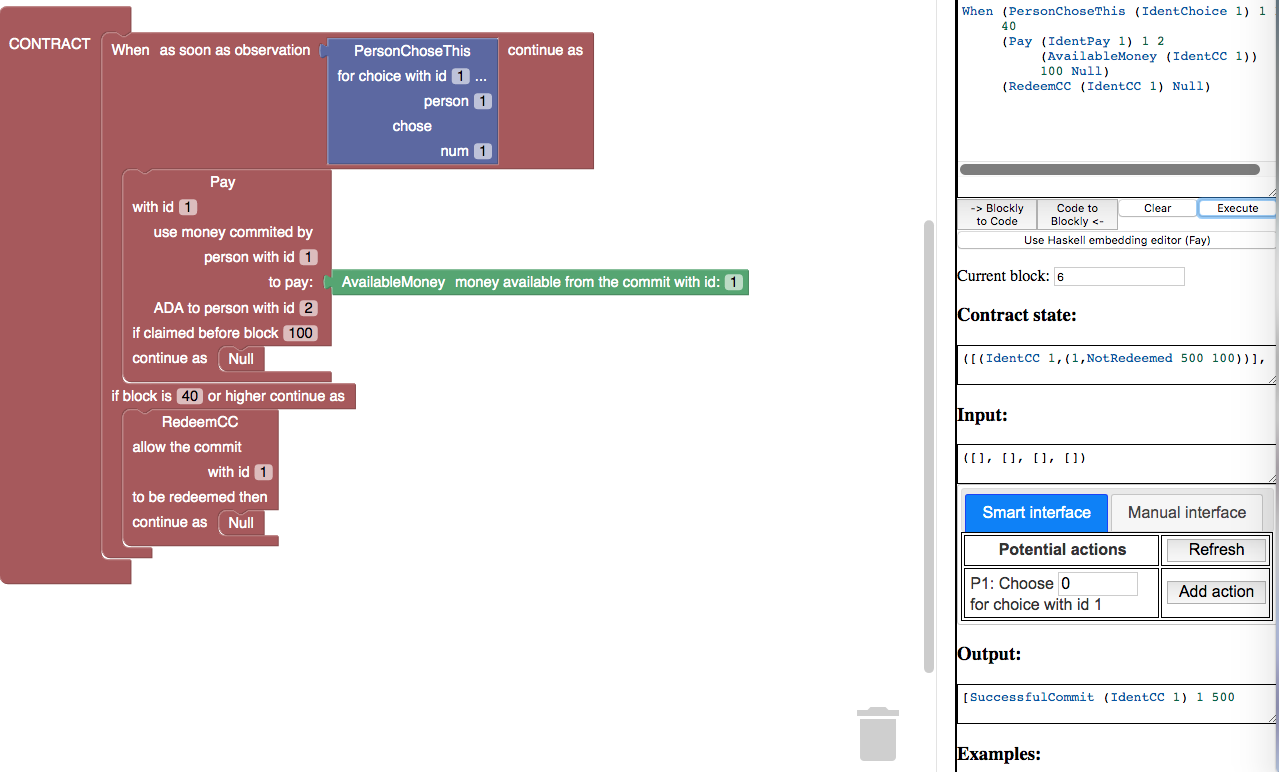 CONTRACT
When as soon as observation
PersonChoseThis
for choice with id 1 ...
person 1
chose
num 1
continue as
Pay
with id 1
use money commited by
person with id 1
to pay:
AvailableMoney money available from the commit with id: 1
ADA to person with id 2
if claimed before block 100
continue as Null
if block is 40 or higher continue as
RedeemCC
allow the commit
with id 1
to be redeemed then
continue as Null
When (PersonChoseThis (IdentChoice 1) 1
40
(Pay (IdentPay 1) 1 2
(AvailableMoney (IdentCC 1))
100 Null)
(RedeemCC (IdentCC 1) Null)
-> Blockly
to Code
Code to
Blockly <-
Clear
Execute
Use Haskell embedding editor (Fay)
Current block: 6
Contract state:
([(IdentCC 1,(1,NotRedeemed 500 100))],
Input:
([], [], [], [])
Smart interface
Manual interface
Potential actions
Refresh
P1: Choose 0
for choice with id 1
Add action
Output:
[SuccessfulCommit (IdentCC 1) 1 500
Examples: